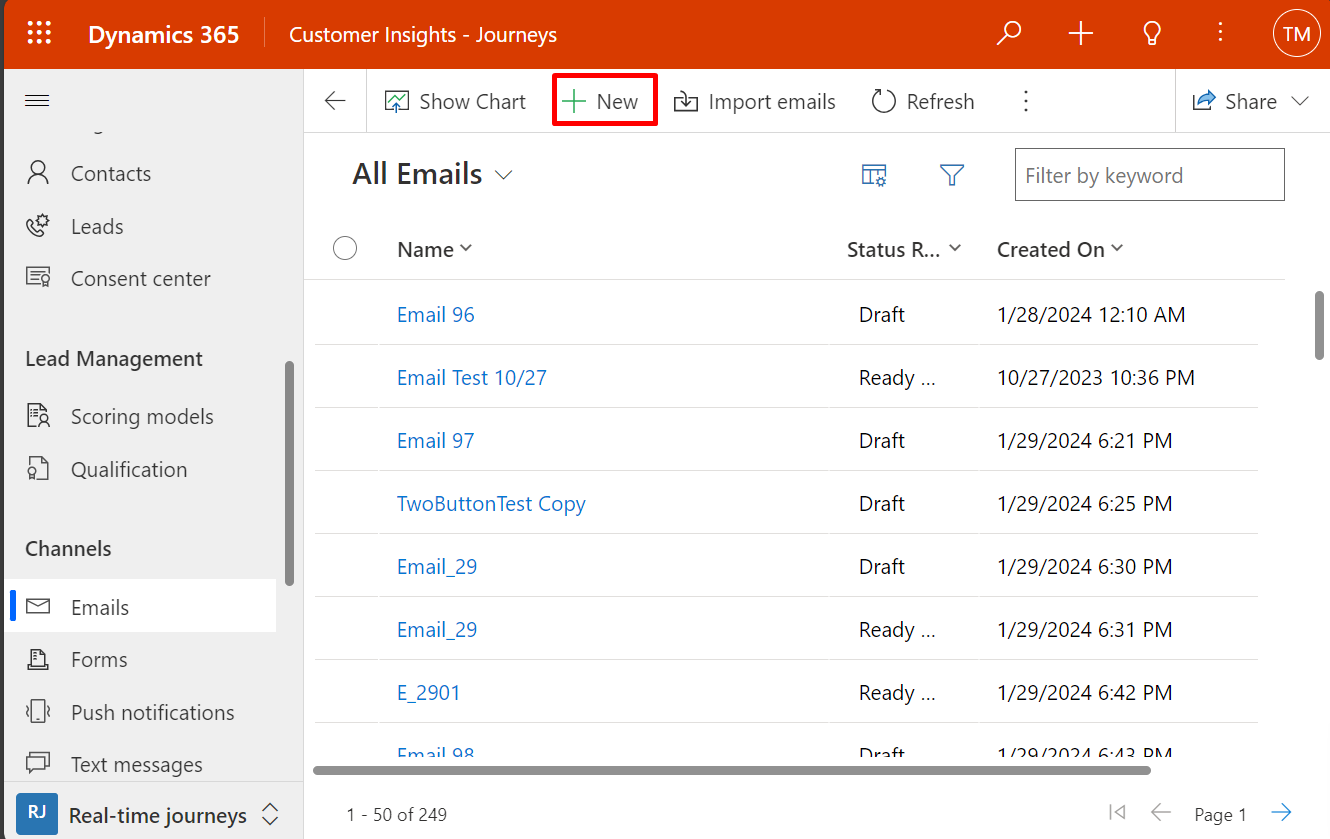 Dynamics 365 Customer Insights - Journeys TM
Show Chart New Import emails Refresh Share
Contacts
Leads
Consent center
Lead Management
Scoring models
Qualification
Channels
Emails
Forms
Push notifications
Text messages
RJ Real-time journeys
All Emails Filter by keyword
Name Status R... Created On
Email 96 Draft 1/28/2024 12:10 AM
Email Test 10/27 Ready ... 10/27/2023 10:36 PM
Email 97 Draft 1/29/2024 6:21 PM
TwoButtonTest Copy Draft 1/29/2024 6:25 PM
Email_29 Draft 1/29/2024 6:30 PM
Email_29 Ready ... 1/29/2024 6:31 PM
E_2901 Ready ... 1/29/2024 6:42 PM
Email 98 Draft 1/29/2024 6:43 PM
1 - 50 of 249 Page 1